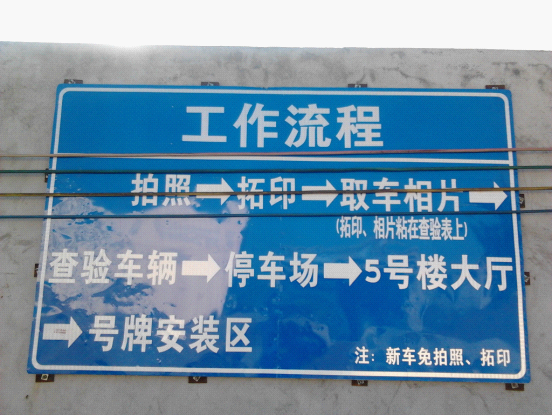 工作流程
拍照→拓印→取车相片→
(拓印、相片粘在查验表上)
查验车辆→停车场→5号楼大厅
→号牌安装区
注：新车免拍照、拓印